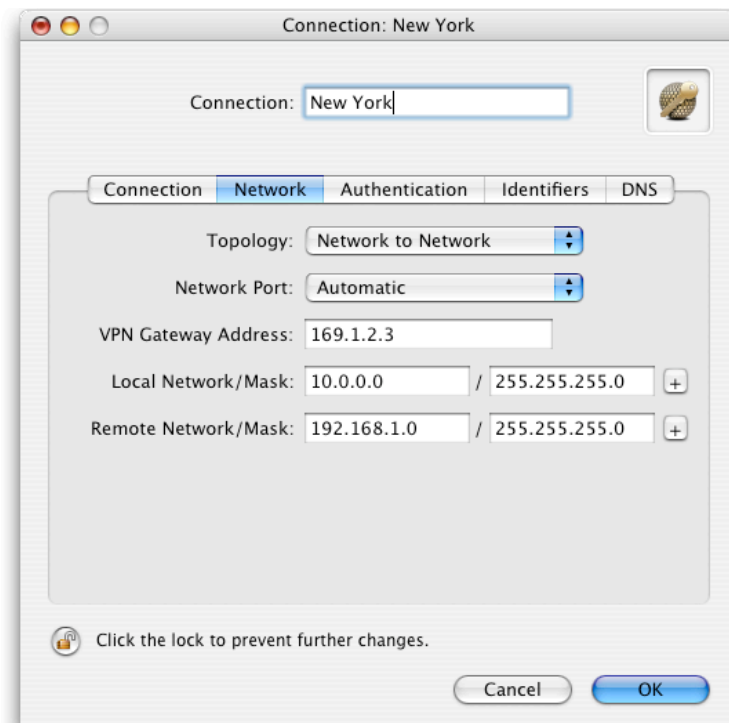 Connection: New York
Connection: New York
Connection Network Authentication Identifiers DNS
Topology: Network to Network
Network Port: Automatic
VPN Gateway Address: 169.1.2.3
Local Network/Mask: 10.0.0.0 / 255.255.255.0 +
Remote Network/Mask: 192.168.1.0 / 255.255.255.0 +
Click the lock to prevent further changes.
Cancel OK